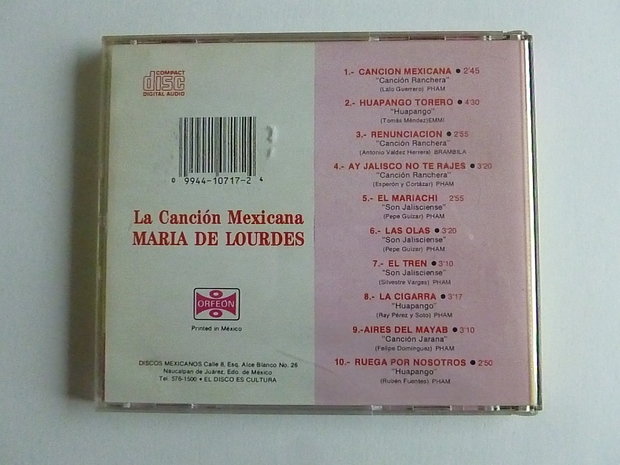 COMPACT
disc
DIGITAL AUDIO
0 9944-10717-2 4
La Canción Mexicana
MARIA DE LOURDES
ORFEÓN
Printed in México
DISCOS MEXICANOS Calle 8, Esq. Alce Blanco No. 26
Naucalpan de Juárez, Edo. de México
Tel. 576-1500 • EL DISCO ES CULTURA
1.- CANCION MEXICANA • 2'45
"Canción Ranchera"
(Lalo Guerrero) PHAM
2.- HUAPANGO TORERO • 4'30
"Huapango"
(Tomás Méndez) EMMI
3.- RENUNCIACION • 2'55
"Canción Ranchera"
(Antonio Valdez Herrera) BRAMBILA
4.- AY JALISCO NO TE RAJES • 3'20
"Canción Ranchera"
(Esperón y Cortázar) PHAM
5.- EL MARIACHI 2'55
"Son Jalisciense"
(Pepe Guízar) PHAM
6.- LAS OLAS • 3'20
"Son Jalisciense"
(Pepe Guízar) PHAM
7.- EL TREN • 3'10
"Son Jalisciense"
(Silvestre Vargas) PHAM
8.- LA CIGARRA • 3'17
"Huapango"
(Ray Pérez y Soto) PHAM
9.-AIRES DEL MAYAB • 3'10
"Canción Jarana"
(Felipe Domínguez) PHAM
10.- RUEGA POR NOSOTROS • 2'50
"Huapango"
(Rubén Fuentes) PHAM